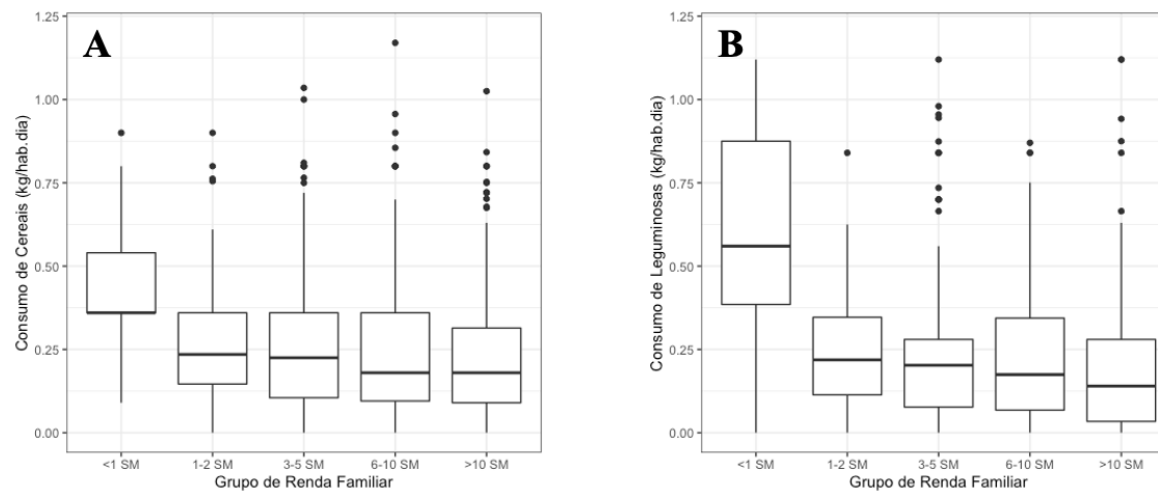 A
Consumo de Cereais (kg/hab.dia)
1.25
1.00
0.75
0.50
0.25
0.00
<1 SM 1-2 SM 3-5 SM 6-10 SM >10 SM
Grupo de Renda Familiar
B
Consumo de Leguminosas (kg/hab.dia)
1.25
1.00
0.75
0.50
0.25
0.00
<1 SM 1-2 SM 3-5 SM 6-10 SM >10 SM
Grupo de Renda Familiar